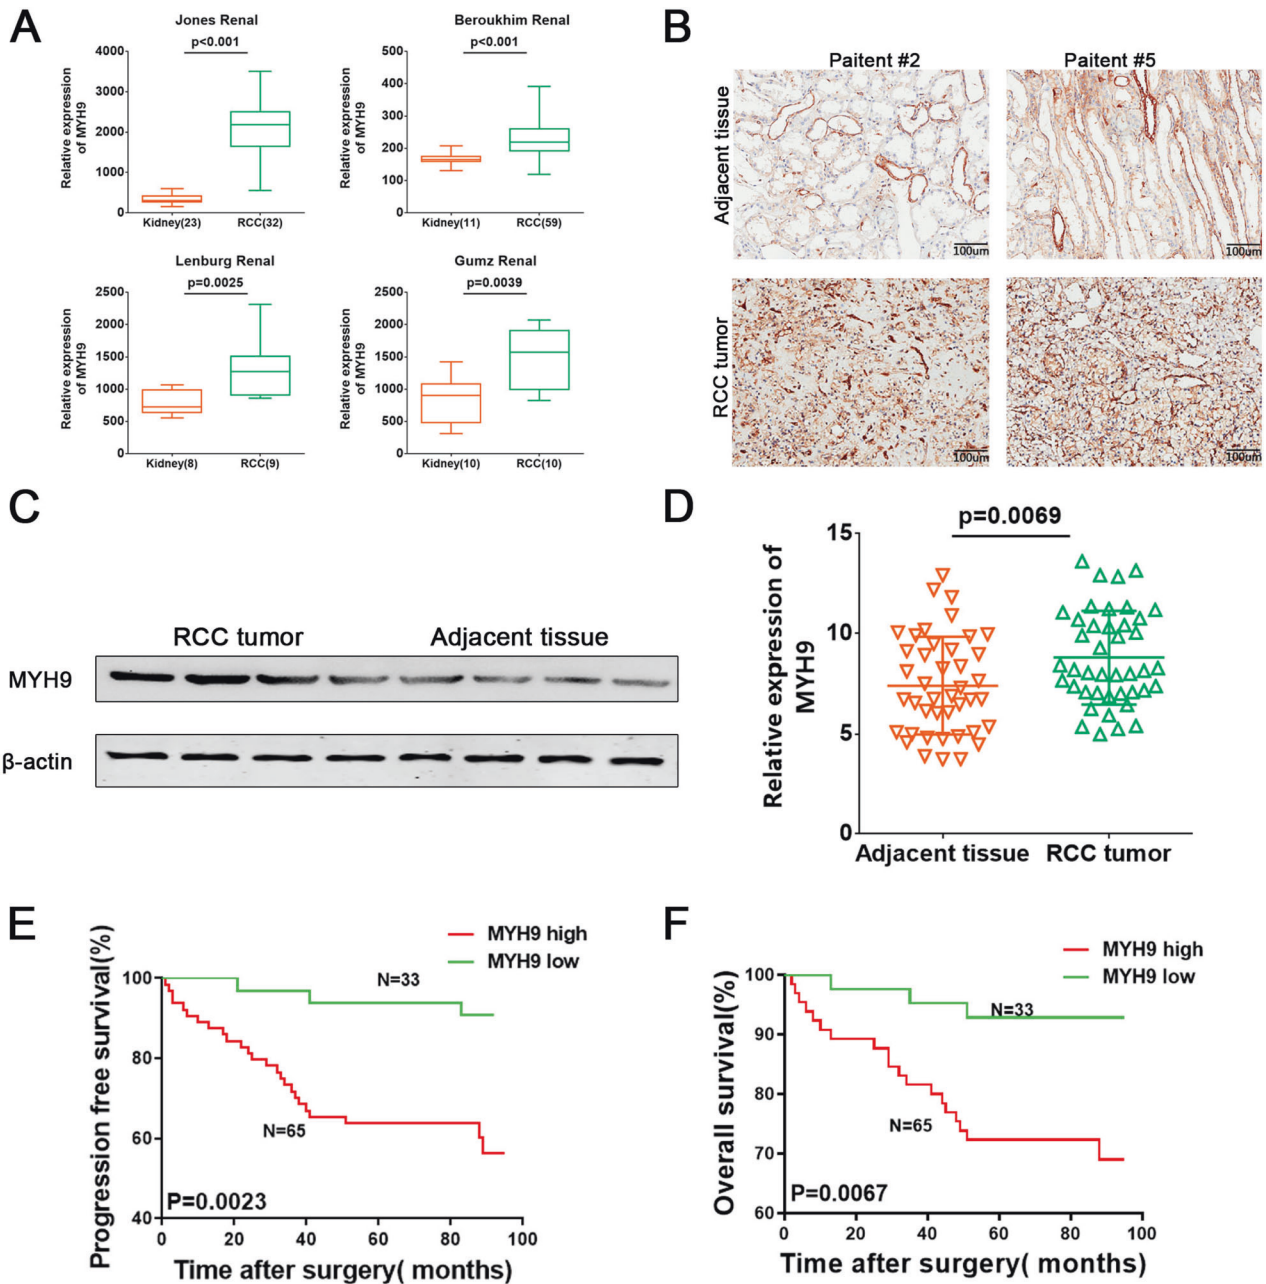 A
Jones Renal
p<0.001
Relative expression
of MYH9
4000
3000
2000
1000
0
Kidney(23)
RCC(32)
Beroukhim Renal
p<0.001
Relative expression
of MYH9
500
400
300
200
100
0
Kidney(11)
RCC(59)
Lenburg Renal
p=0.0025
Relative expression
of MYH9
2500
2000
1500
1000
500
0
Kidney(8)
RCC(9)
Gumz Renal
p=0.0039
Relative expression
of MYH9
2500
2000
1500
1000
500
0
Kidney(10)
RCC(10)
B
Paitent #2
Paitent #5
Adjacent tissue
100um
100um
RCC tumor
100um
100um
C
RCC tumor
Adjacent tissue
MYH9
β-actin
D
p=0.0069
Relative expression of
MYH9
15
10
5
0
Adjacent tissue
RCC tumor
E
MYH9 high
MYH9 low
Progression free survival(%)
100
80
60
40
N=33
N=65
P=0.0023
0
20
40
60
80
100
Time after surgery( months)
F
MYH9 high
MYH9 low
Overall survival(%)
100
90
80
70
60
N=33
N=65
P=0.0067
0
20
40
60
80
100
Time after surgery( months)